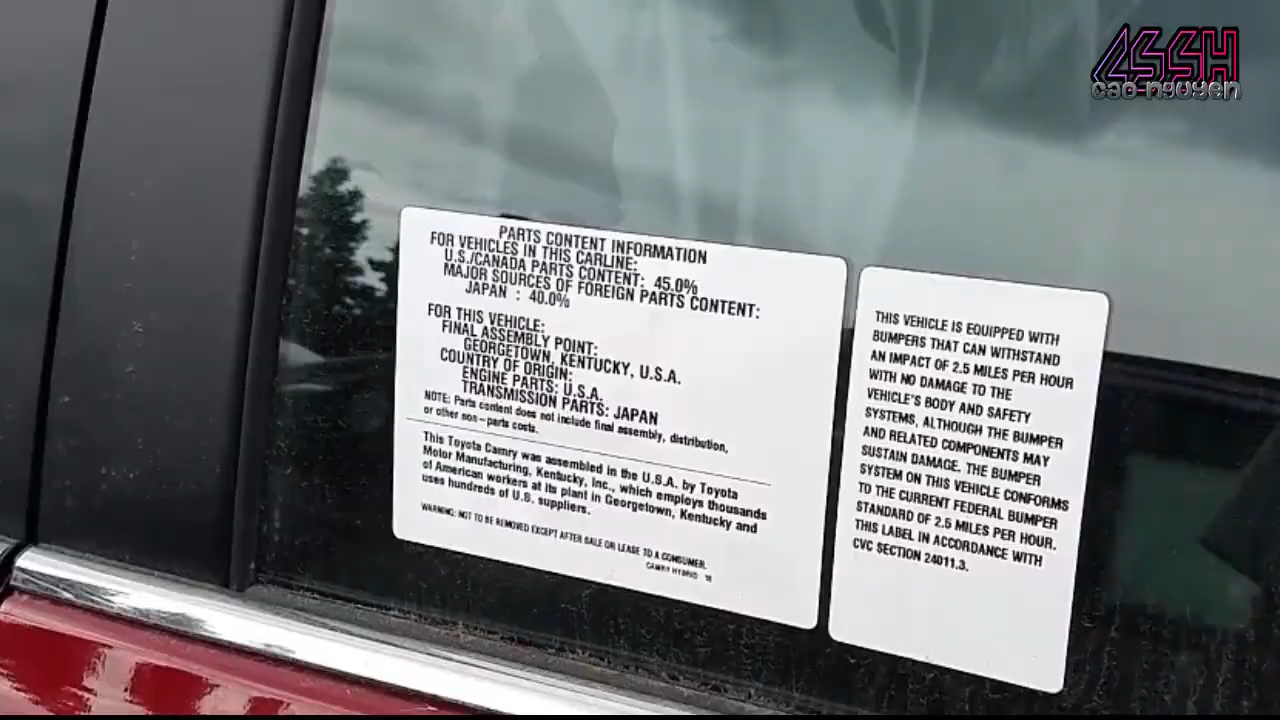 ASSH
cao-nguyen
PARTS CONTENT INFORMATION
FOR VEHICLES IN THIS CARLINE:
U.S./CANADA PARTS CONTENT: 45.0%
MAJOR SOURCES OF FOREIGN PARTS CONTENT:
JAPAN : 40.0%
FOR THIS VEHICLE:
FINAL ASSEMBLY POINT:
GEORGETOWN, KENTUCKY, U.S.A.
COUNTRY OF ORIGIN:
ENGINE PARTS: U.S.A.
TRANSMISSION PARTS: JAPAN
NOTE: Parts content does not include final assembly, distribution,
or other non-parts costs.
This Toyota Camry was assembled in the U.S.A. by Toyota
Motor Manufacturing, Kentucky, Inc., which employs thousands
of American workers at its plant in Georgetown, Kentucky and
uses hundreds of U.S. suppliers.
WARNING: NOT TO BE REMOVED EXCEPT AFTER SALE OR LEASE TO A CONSUMER.
CAMRY HYBRID
THIS VEHICLE IS EQUIPPED WITH
BUMPERS THAT CAN WITHSTAND
AN IMPACT OF 2.5 MILES PER HOUR
WITH NO DAMAGE TO THE
VEHICLE'S BODY AND SAFETY
SYSTEMS, ALTHOUGH THE BUMPER
AND RELATED COMPONENTS MAY
SUSTAIN DAMAGE. THE BUMPER
SYSTEM ON THIS VEHICLE CONFORMS
TO THE CURRENT FEDERAL BUMPER
STANDARD OF 2.5 MILES PER HOUR.
THIS LABEL IN ACCORDANCE WITH
CVC SECTION 24011.3.